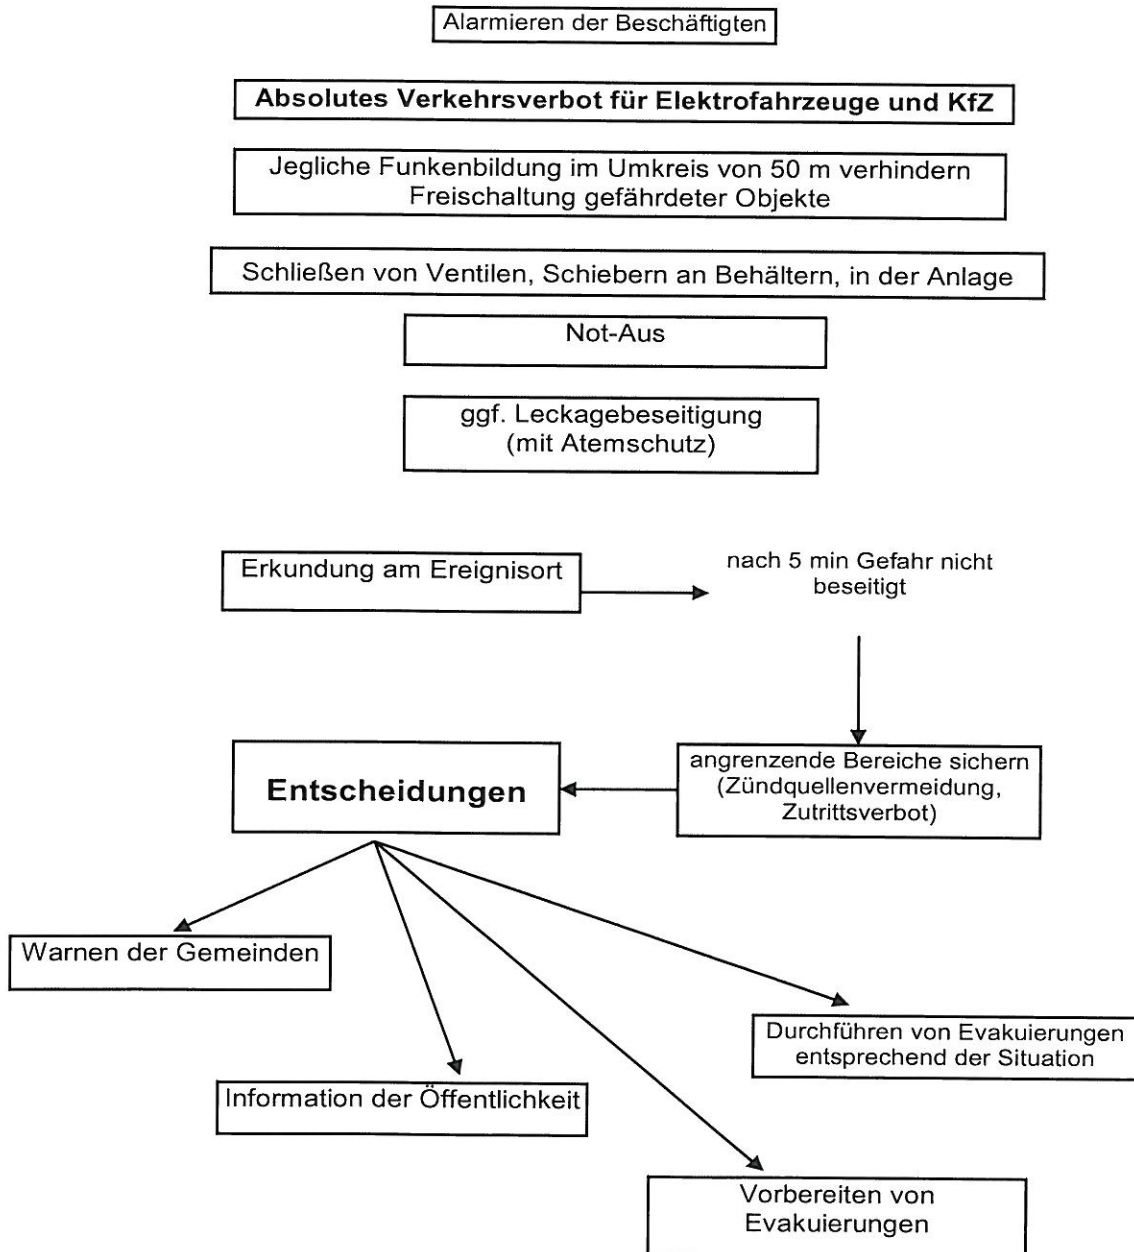 Alarmieren der Beschäftigten
Absolutes Verkehrsverbot für Elektrofahrzeuge und KfZ
Jegliche Funkenbildung im Umkreis von 50 m verhindern
Freischaltung gefährdeter Objekte
Schließen von Ventilen, Schiebern an Behältern, in der Anlage
Not-Aus
ggf. Leckagebeseitigung
(mit Atemschutz)
Erkundung am Ereignisort
nach 5 min Gefahr nicht
beseitigt
angrenzende Bereiche sichern
(Zündquellenvermeidung,
Zutrittsverbot)
Entscheidungen
Warnen der Gemeinden
Information der Öffentlichkeit
Vorbereiten von
Evakuierungen
Durchführen von Evakuierungen
entsprechend der Situation